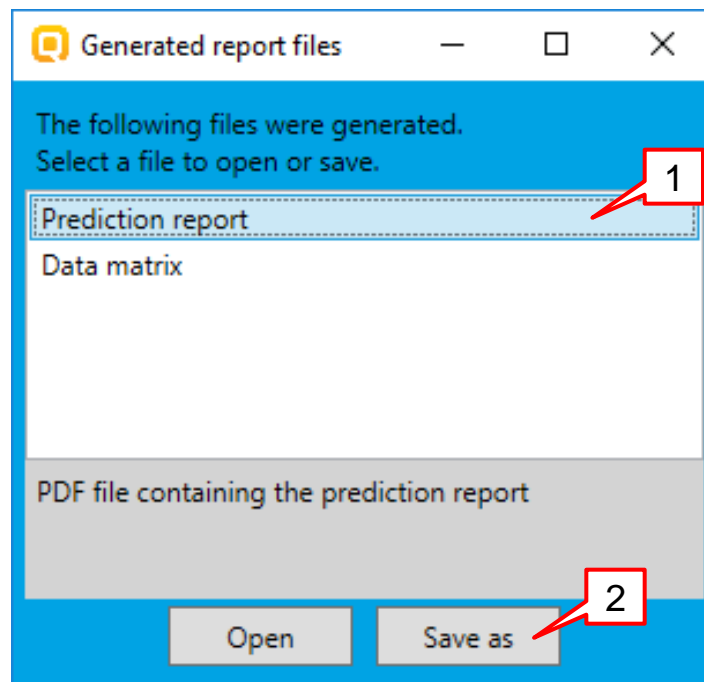 Generated report files
The following files were generated.
Select a file to open or save.
1
Prediction report
Data matrix
PDF file containing the prediction report
2
Open
Save as